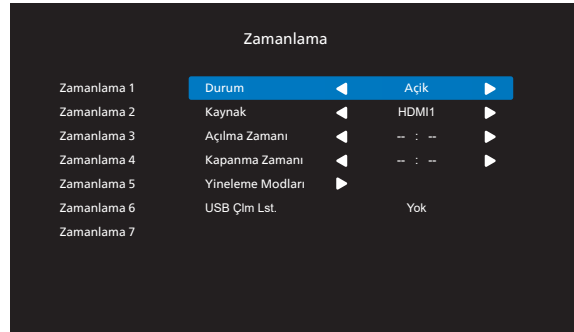 Zamanlama
Zamanlama 1 Durum Açik
Zamanlama 2 Kaynak HDMI1
Zamanlama 3 Açılma Zamanı -- : --
Zamanlama 4 Kapanma Zamanı -- : --
Zamanlama 5 Yineleme Modları
Zamanlama 6 USB Çlm Lst. Yok
Zamanlama 7